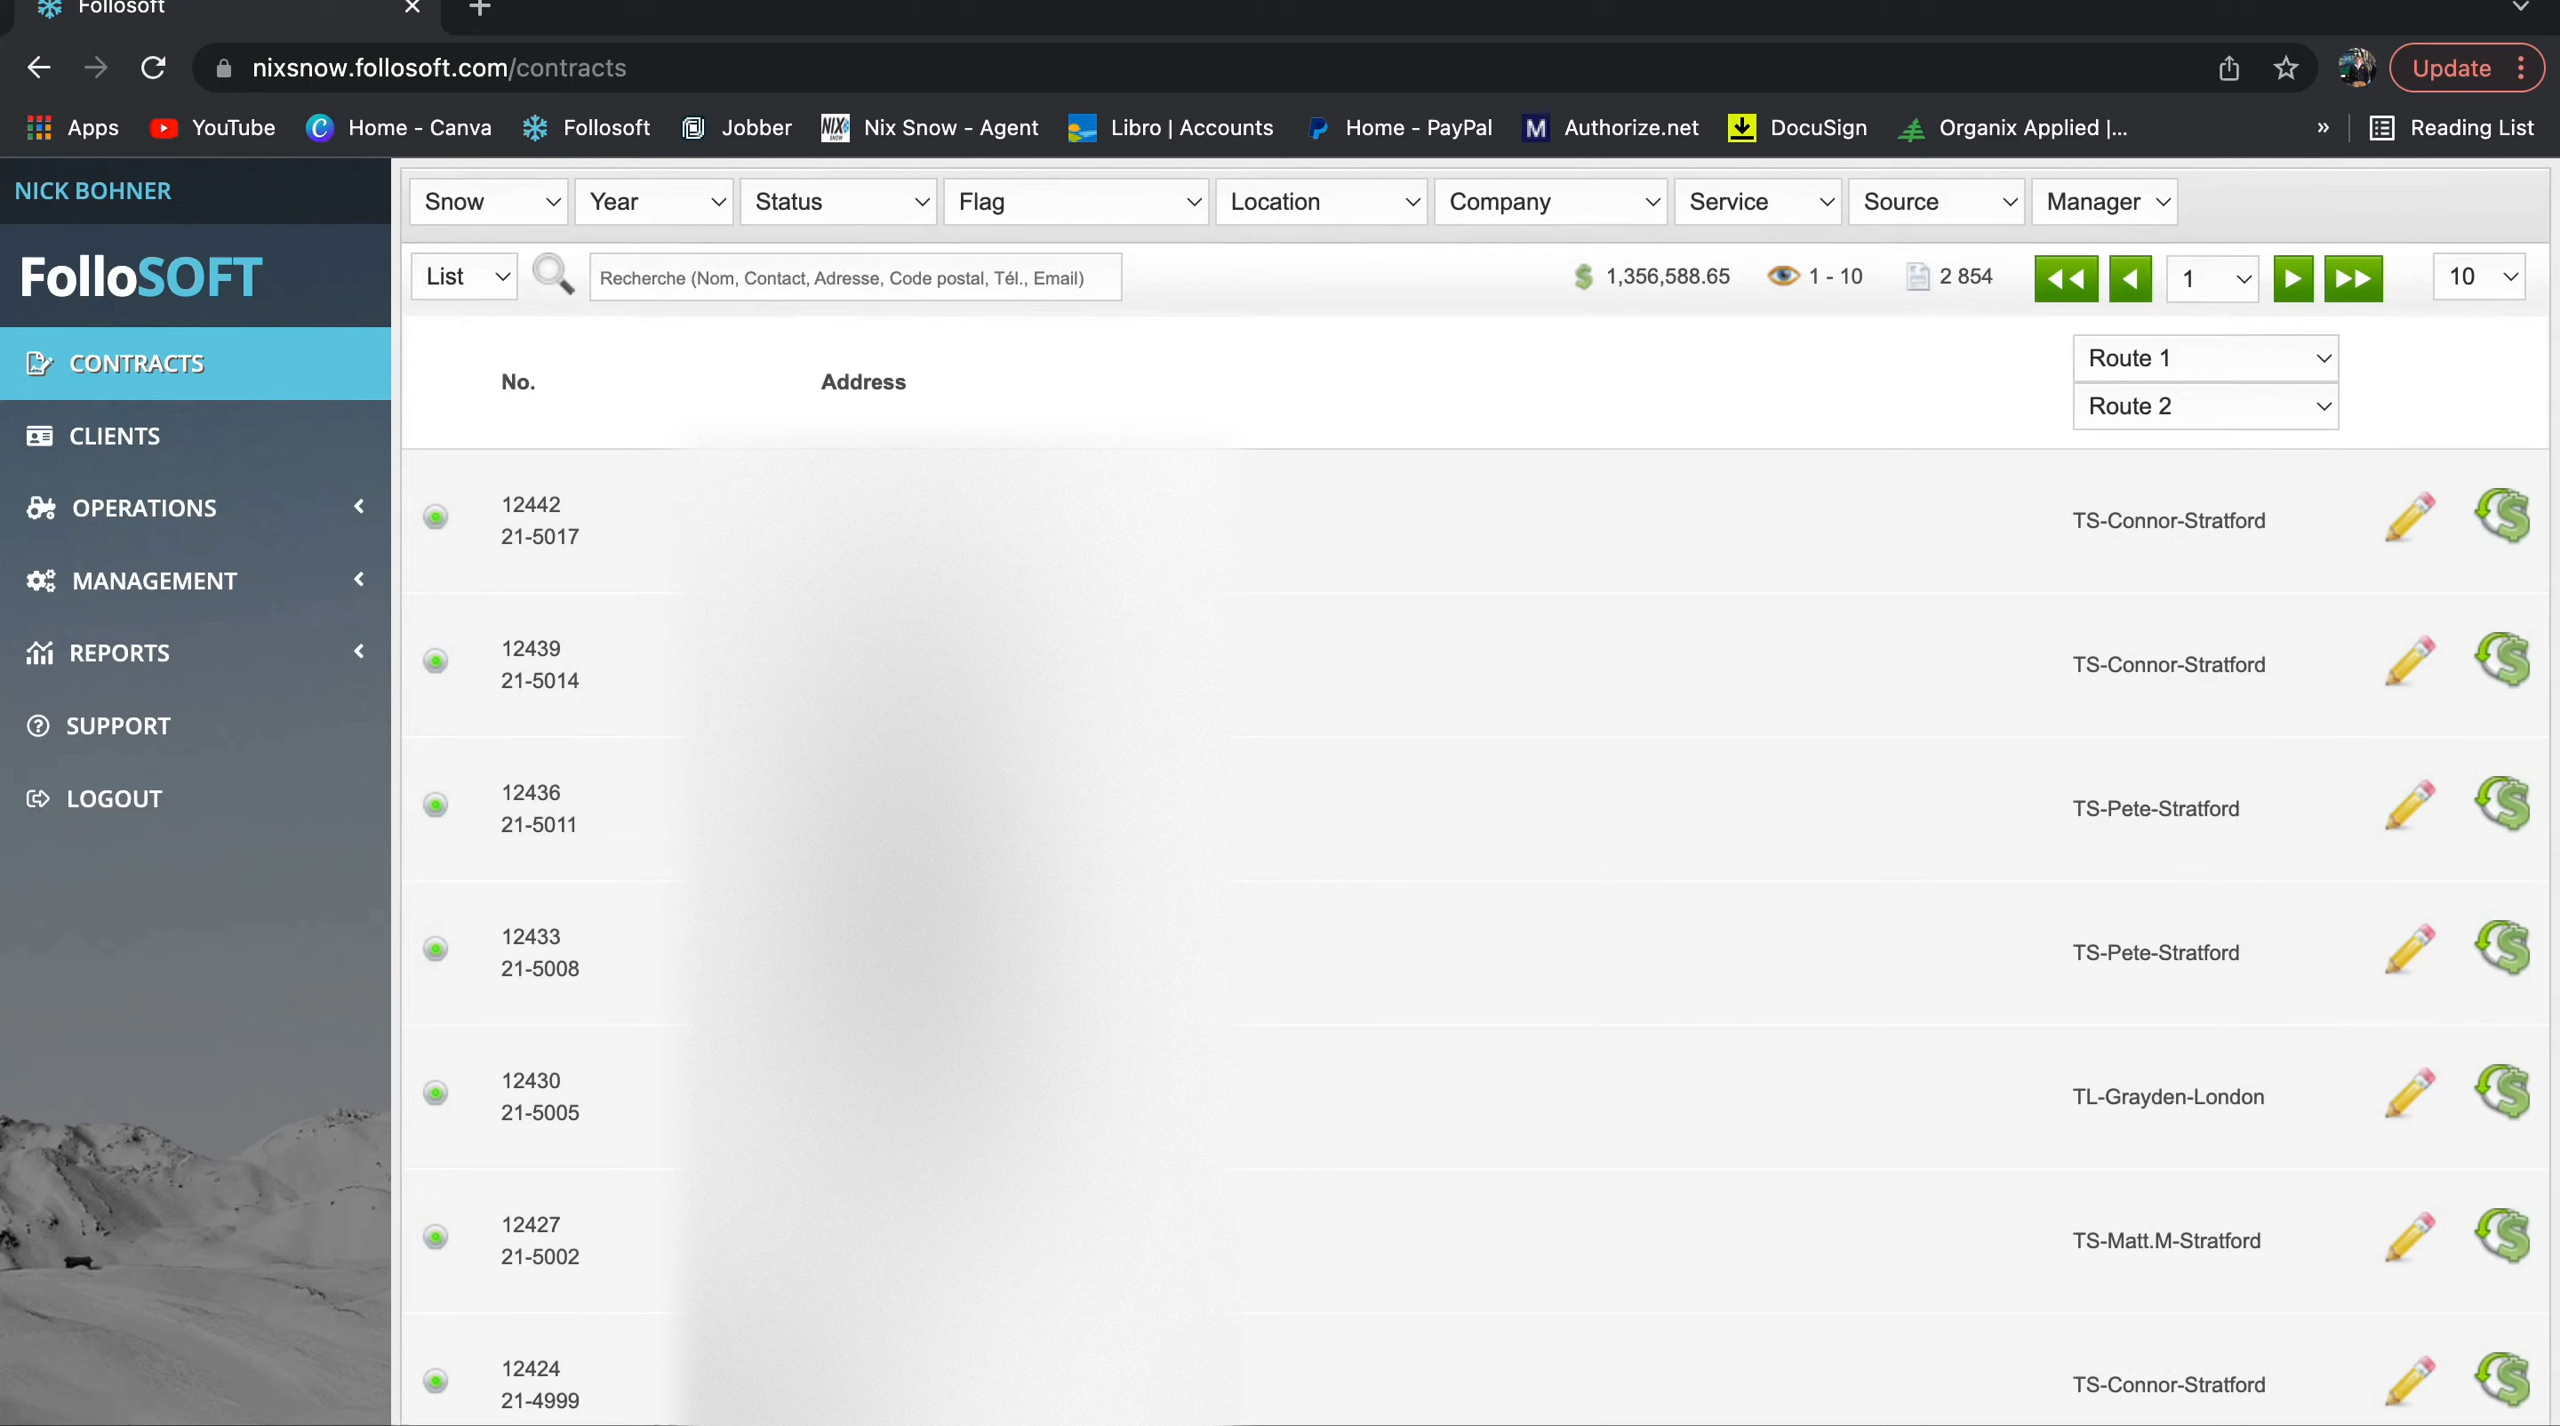 Follosoft
nixsnow.follosoft.com/contracts
Update
Apps YouTube Home - Canva Follosoft Jobber Nix Snow - Agent Libro | Accounts Home - PayPal Authorize.net DocuSign Organix Applied |... » Reading List
NICK BOHNER
Snow Year Status Flag Location Company Service Source Manager
FolloSOFT
List Recherche (Nom, Contact, Adresse, Code postal, Tél., Email) 1,356,588.65 1 - 10 2 854 1 10
CONTRACTS
CLIENTS
OPERATIONS
MANAGEMENT
REPORTS
SUPPORT
LOGOUT
No. Address Route 1
Route 2
12442
21-5017
TS-Connor-Stratford
12439
21-5014
TS-Connor-Stratford
12436
21-5011
TS-Pete-Stratford
12433
21-5008
TS-Pete-Stratford
12430
21-5005
TL-Grayden-London
12427
21-5002
TS-Matt.M-Stratford
12424
21-4999
TS-Connor-Stratford